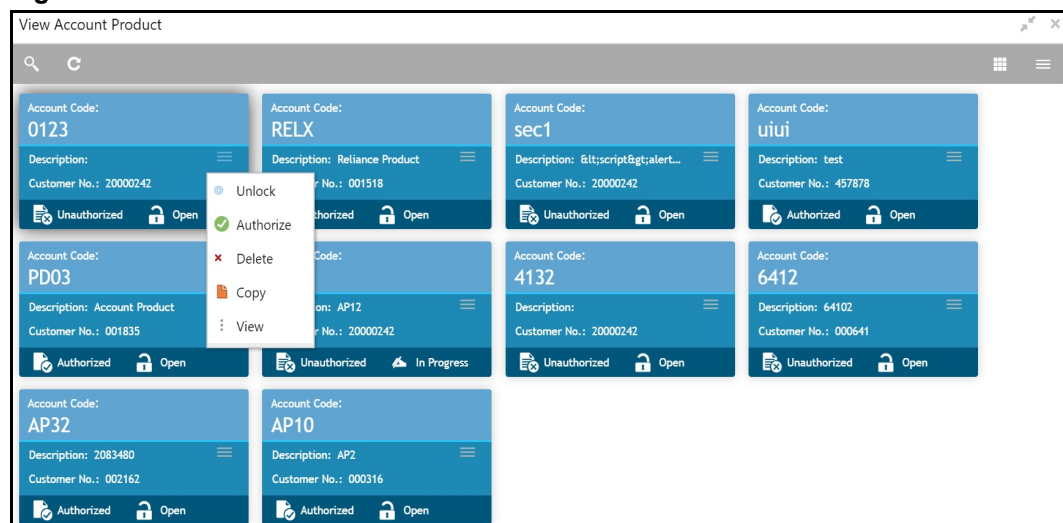 View Account Product
Account Code:
0123
Description:
Customer No.: 20000242
Unauthorized Open
Account Code:
RELX
Description: Reliance Product
No.: 001518
Open
Account Code:
sec1
Description: &lt;script&gt;alert...
Customer No.: 20000242
Unauthorized Open
Account Code:
uiui
Description: test
Customer No.: 457878
Authorized Open
Unlock
Authorize
Delete
Copy
View
Account Code:
PD03
Description: Account Product
Customer No.: 001835
Authorized Open
Code:
AP12
No.: 20000242
Unauthorized In Progress
Account Code:
4132
Description:
Customer No.: 20000242
Unauthorized Open
Account Code:
6412
Description: 64102
Customer No.: 000641
Unauthorized Open
Account Code:
AP32
Description: 2083480
Customer No.: 002162
Authorized Open
Account Code:
AP10
Description: AP2
Customer No.: 000316
Authorized Open